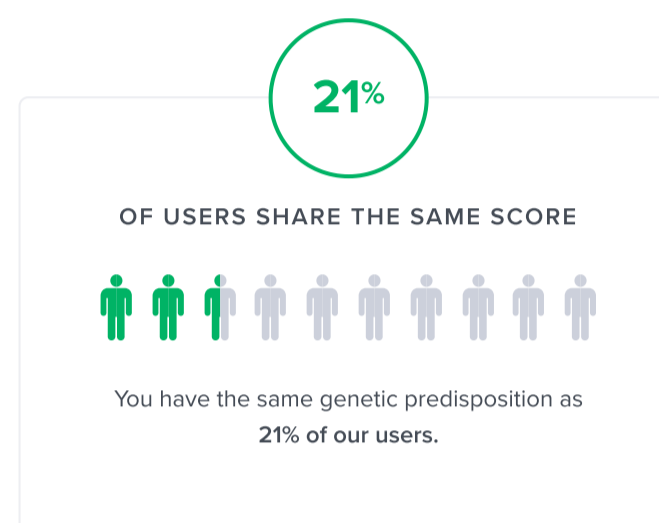 21%
OF USERS SHARE THE SAME SCORE
You have the same genetic predisposition as
21% of our users.